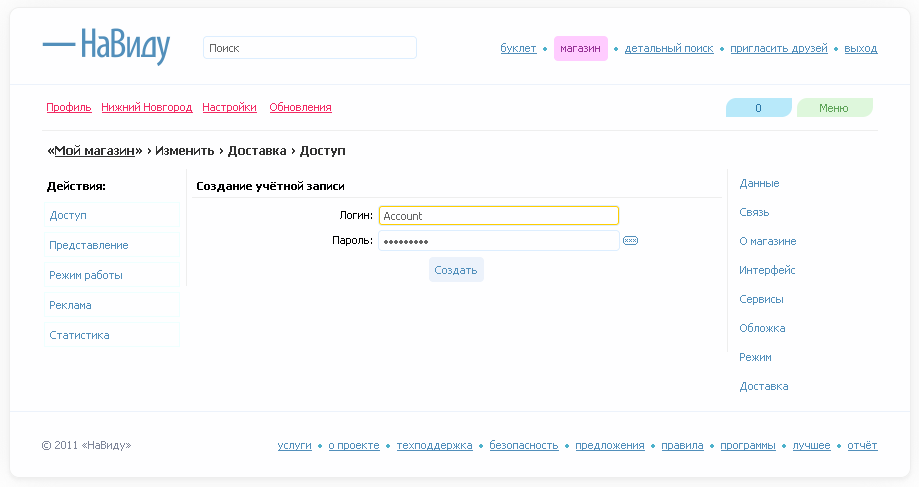 НаВиду
Поиск
буклет • магазин • детальный поиск • пригласить друзей • выход
Профиль Нижний Новгород Настройки Обновления
0 Меню
«Мой магазин» › Изменить › Доставка › Доступ
Действия:
Доступ
Представление
Режим работы
Реклама
Статистика
Создание учётной записи
Логин: Account
Пароль: •••••••••
Создать
Данные
Связь
О магазине
Интерфейс
Сервисы
Обложка
Режим
Доставка
© 2011 «НаВиду»
услуги • о проекте • техподдержка • безопасность • предложения • правила • программы • лучшее • отчёт